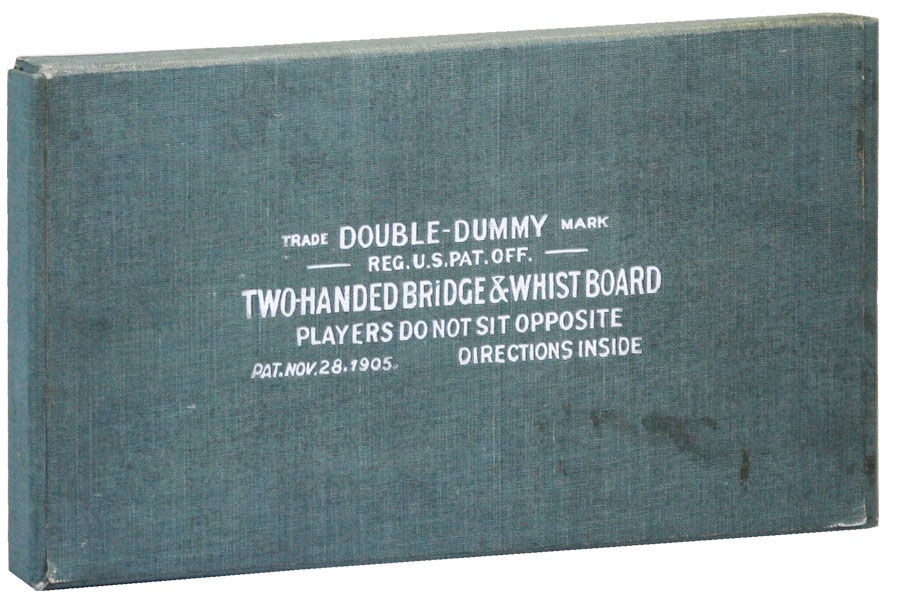 TRADE DOUBLE-DUMMY MARK
REG. U.S. PAT. OFF.
TWO-HANDED BRiDGE & WHIST BOARD
PLAYERS DO NOT SIT OPPOSITE
PAT. NOV. 28. 1905. DIRECTIONS INSIDE